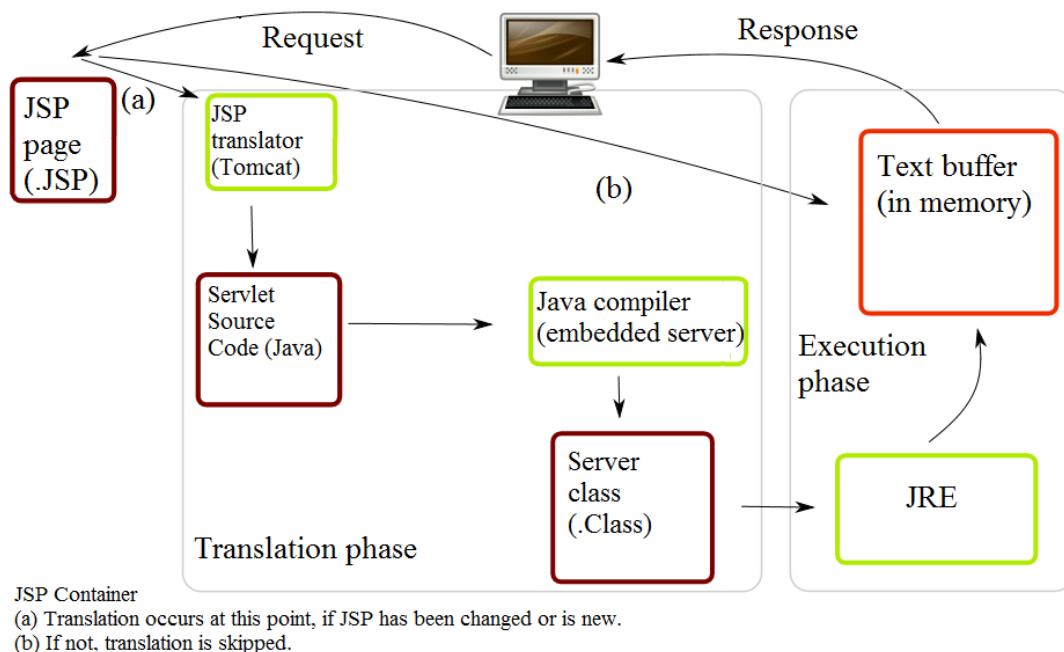 Request
Response
JSP
page
(.JSP)
(a)
JSP
translator
(Tomcat)
(b)
Text buffer
(in memory)
Servlet
Source
Code (Java)
Java compiler
(embedded server)
Execution
phase
Server
class
(.Class)
JRE
Translation phase
JSP Container
(a) Translation occurs at this point, if JSP has been changed or is new.
(b) If not, translation is skipped.